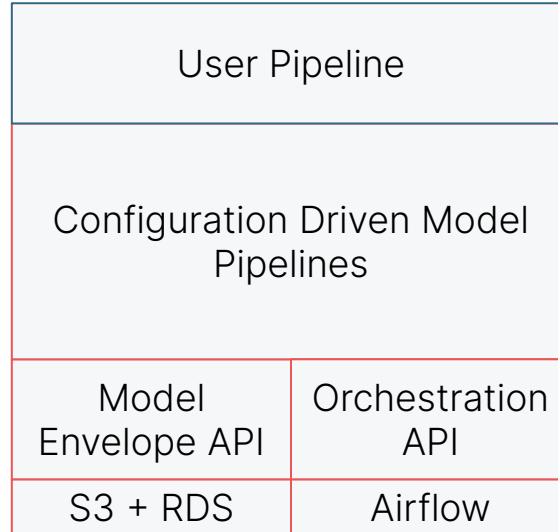 User Pipeline
Configuration Driven Model
Pipelines
Model
Envelope API
Orchestration
API
S3 + RDS
Airflow